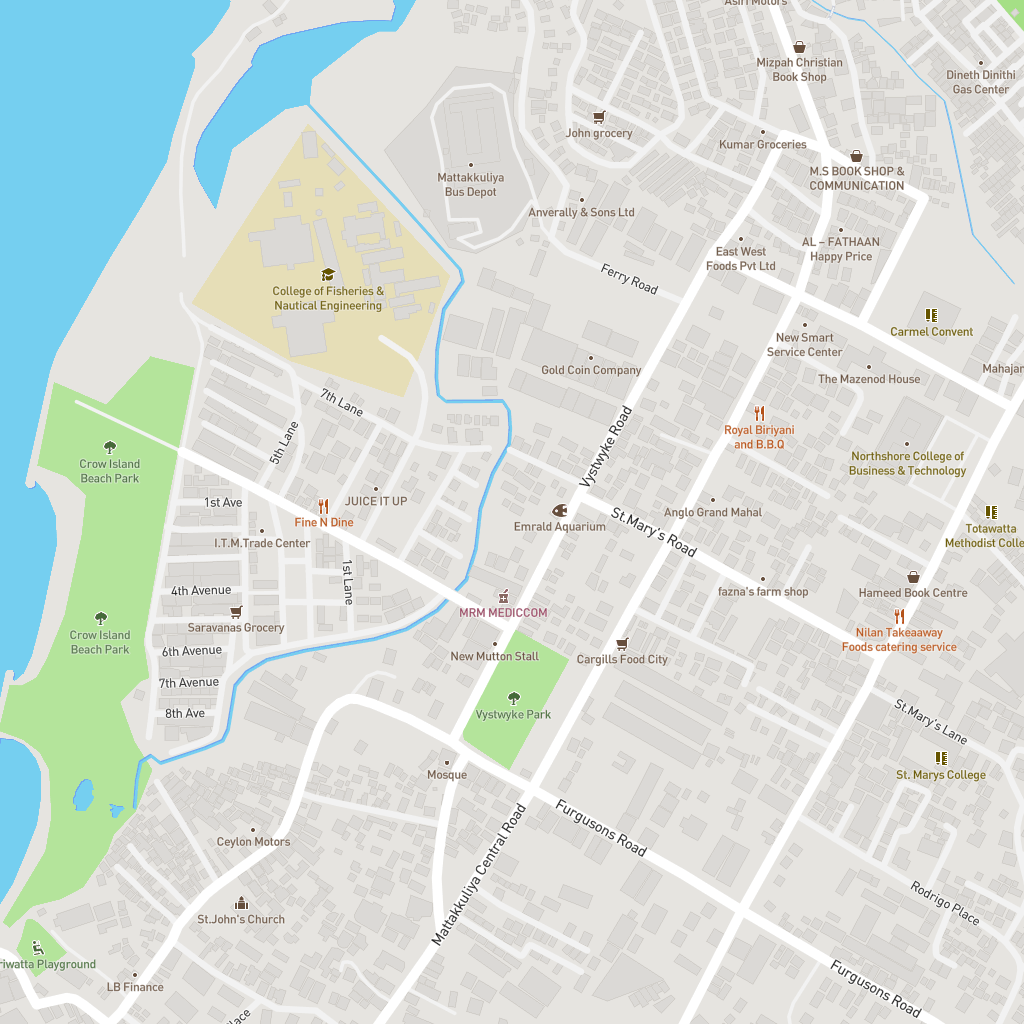 Asiri Motors
Mizpah Christian
Book Shop
Dineth Dinithi
Gas Center
John grocery
Kumar Groceries
Mattakkuliya
Bus Depot
M.S BOOK SHOP &
COMMUNICATION
Anverally & Sons Ltd
AL – FATHAAN
Happy Price
East West
Foods Pvt Ltd
Ferry Road
College of Fisheries &
Nautical Engineering
Carmel Convent
New Smart
Service Center
Gold Coin Company
The Mazenod House
7th Lane
5th Lane
Vystwyke Road
Royal Biriyani
and B.B.Q
Crow Island
Beach Park
Northshore College of
Business & Technology
1st Ave
JUICE IT UP
Fine N Dine
Emrald Aquarium
St.Mary's Road
Anglo Grand Mahal
I.T.M.Trade Center
Totawatta
1st Lane
4th Avenue
fazna's farm shop
Hameed Book Centre
MRM MEDICCOM
Saravanas Grocery
Crow Island
Beach Park
Nilan Takeaaway
Foods catering service
6th Avenue
New Mutton Stall
Cargills Food City
7th Avenue
8th Ave
Vystwyke Park
St.Mary's Lane
Mosque
St. Marys College
Ceylon Motors
Furgusons Road
Mattakkuliya Central Road
St.John's Church
Rodrigo Place
LB Finance
Furgusons Road